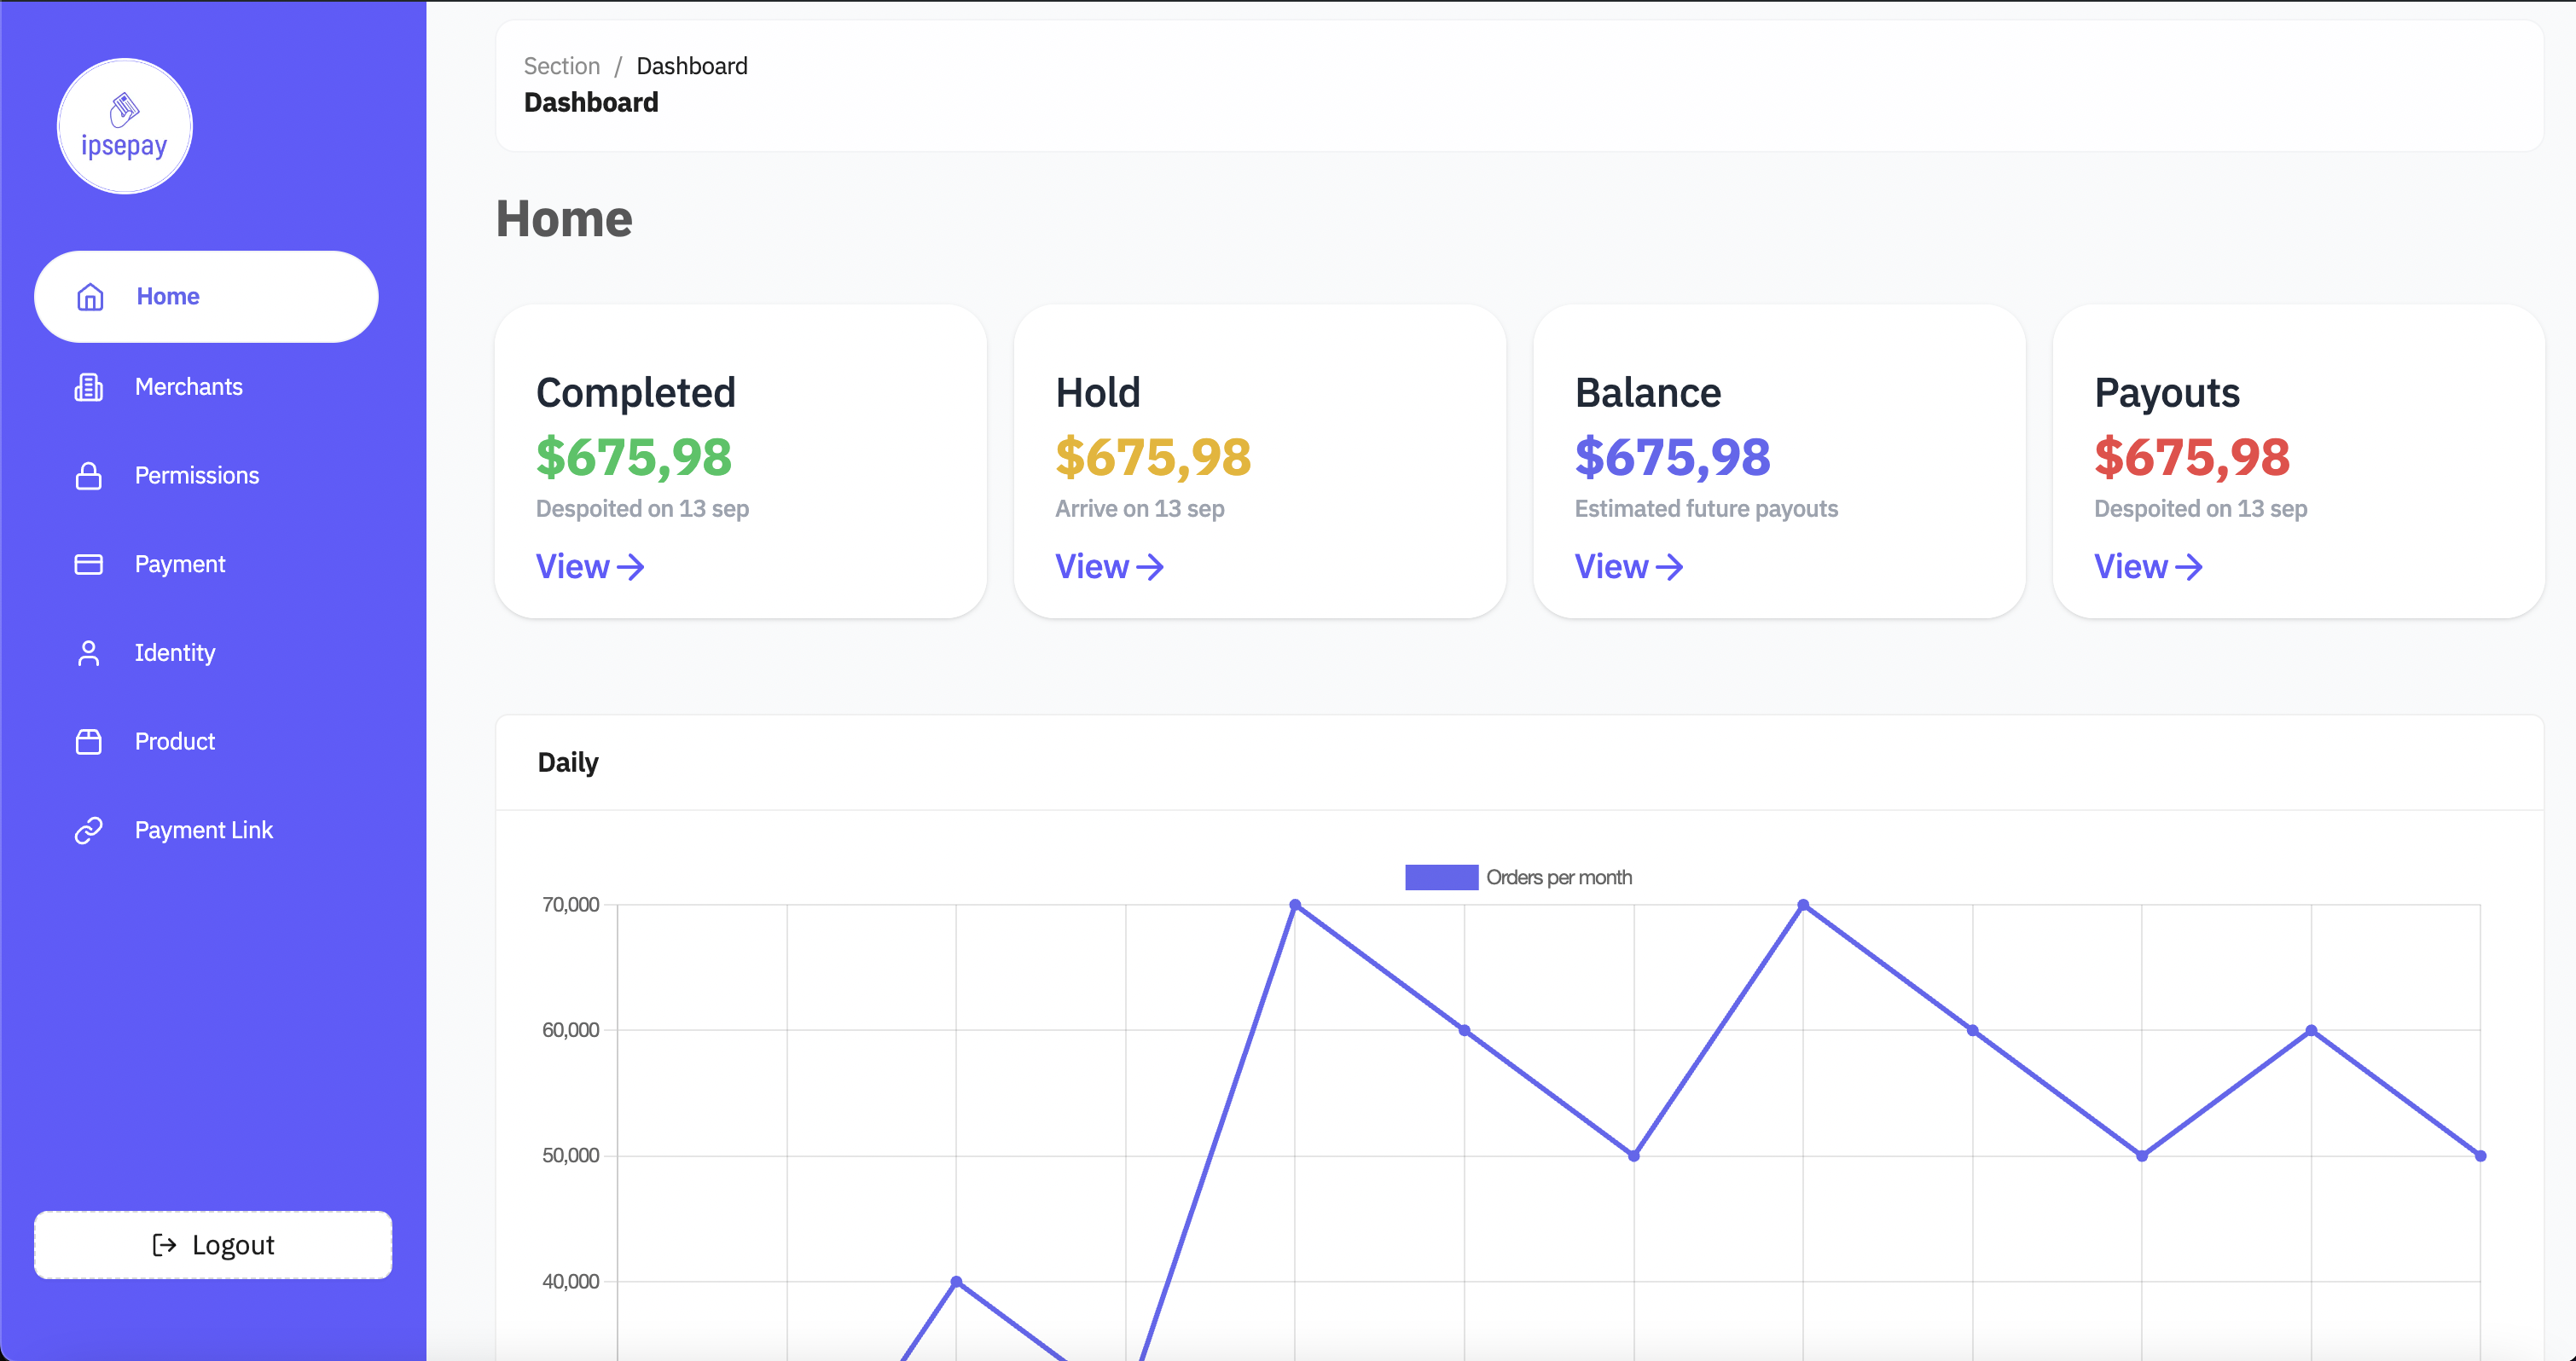 ipsepay
Home
Merchants
Permissions
Payment
Identity
Product
Payment Link
Logout
Section / Dashboard
Dashboard
Home
Completed
$675,98
Despoited on 13 sep
View
Hold
$675,98
Arrive on 13 sep
View
Balance
$675,98
Estimated future payouts
View
Payouts
$675,98
Despoited on 13 sep
View
Daily
Orders per month
70,000
60,000
50,000
40,000